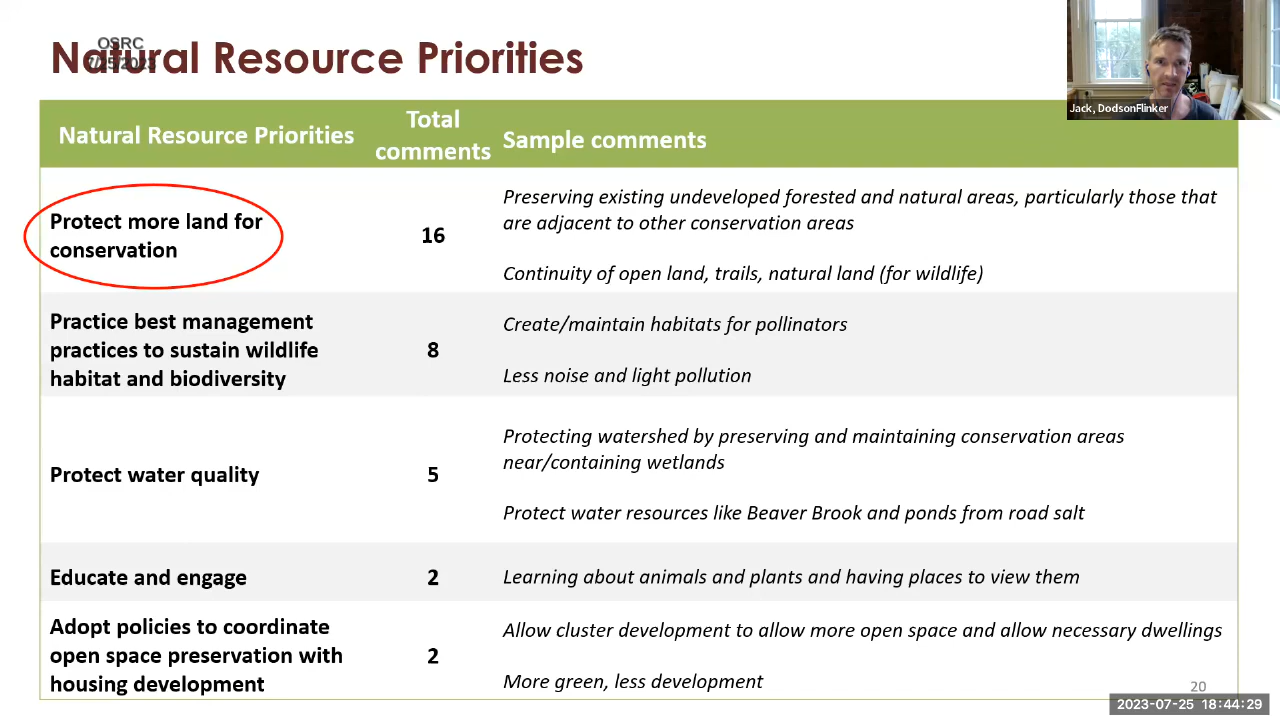 OSRC
7/25/2023
Natural Resource Priorities
Jack, DodsonFlinker
Natural Resource Priorities
Total
comments
Sample comments
Protect more land for
conservation
16
Preserving existing undeveloped forested and natural areas, particularly those that
are adjacent to other conservation areas
Continuity of open land, trails, natural land (for wildlife)
Practice best management
practices to sustain wildlife
habitat and biodiversity
8
Create/maintain habitats for pollinators
Less noise and light pollution
Protect water quality
5
Protecting watershed by preserving and maintaining conservation areas
near/containing wetlands
Protect water resources like Beaver Brook and ponds from road salt
Educate and engage
2
Learning about animals and plants and having places to view them
Adopt policies to coordinate
open space preservation with
housing development
2
Allow cluster development to allow more open space and allow necessary dwellings
More green, less development
20
2023-07-25 18:44:29